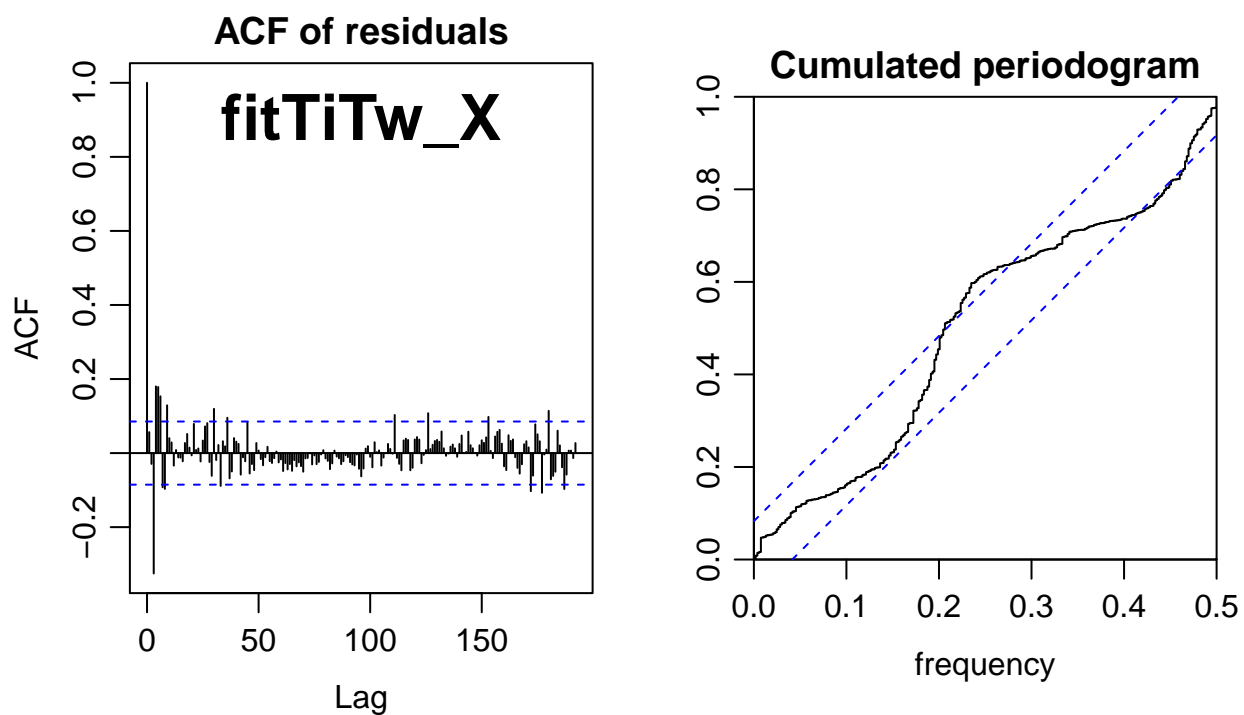 ACF of residuals
fitTiTw_X
1.0
0.8
0.6
0.4
0.2
−0.2
ACF
0 50 100 150
Lag
Cumulated periodogram
1.0
0.8
0.6
0.4
0.2
0.0
0.0 0.1 0.2 0.3 0.4 0.5
frequency